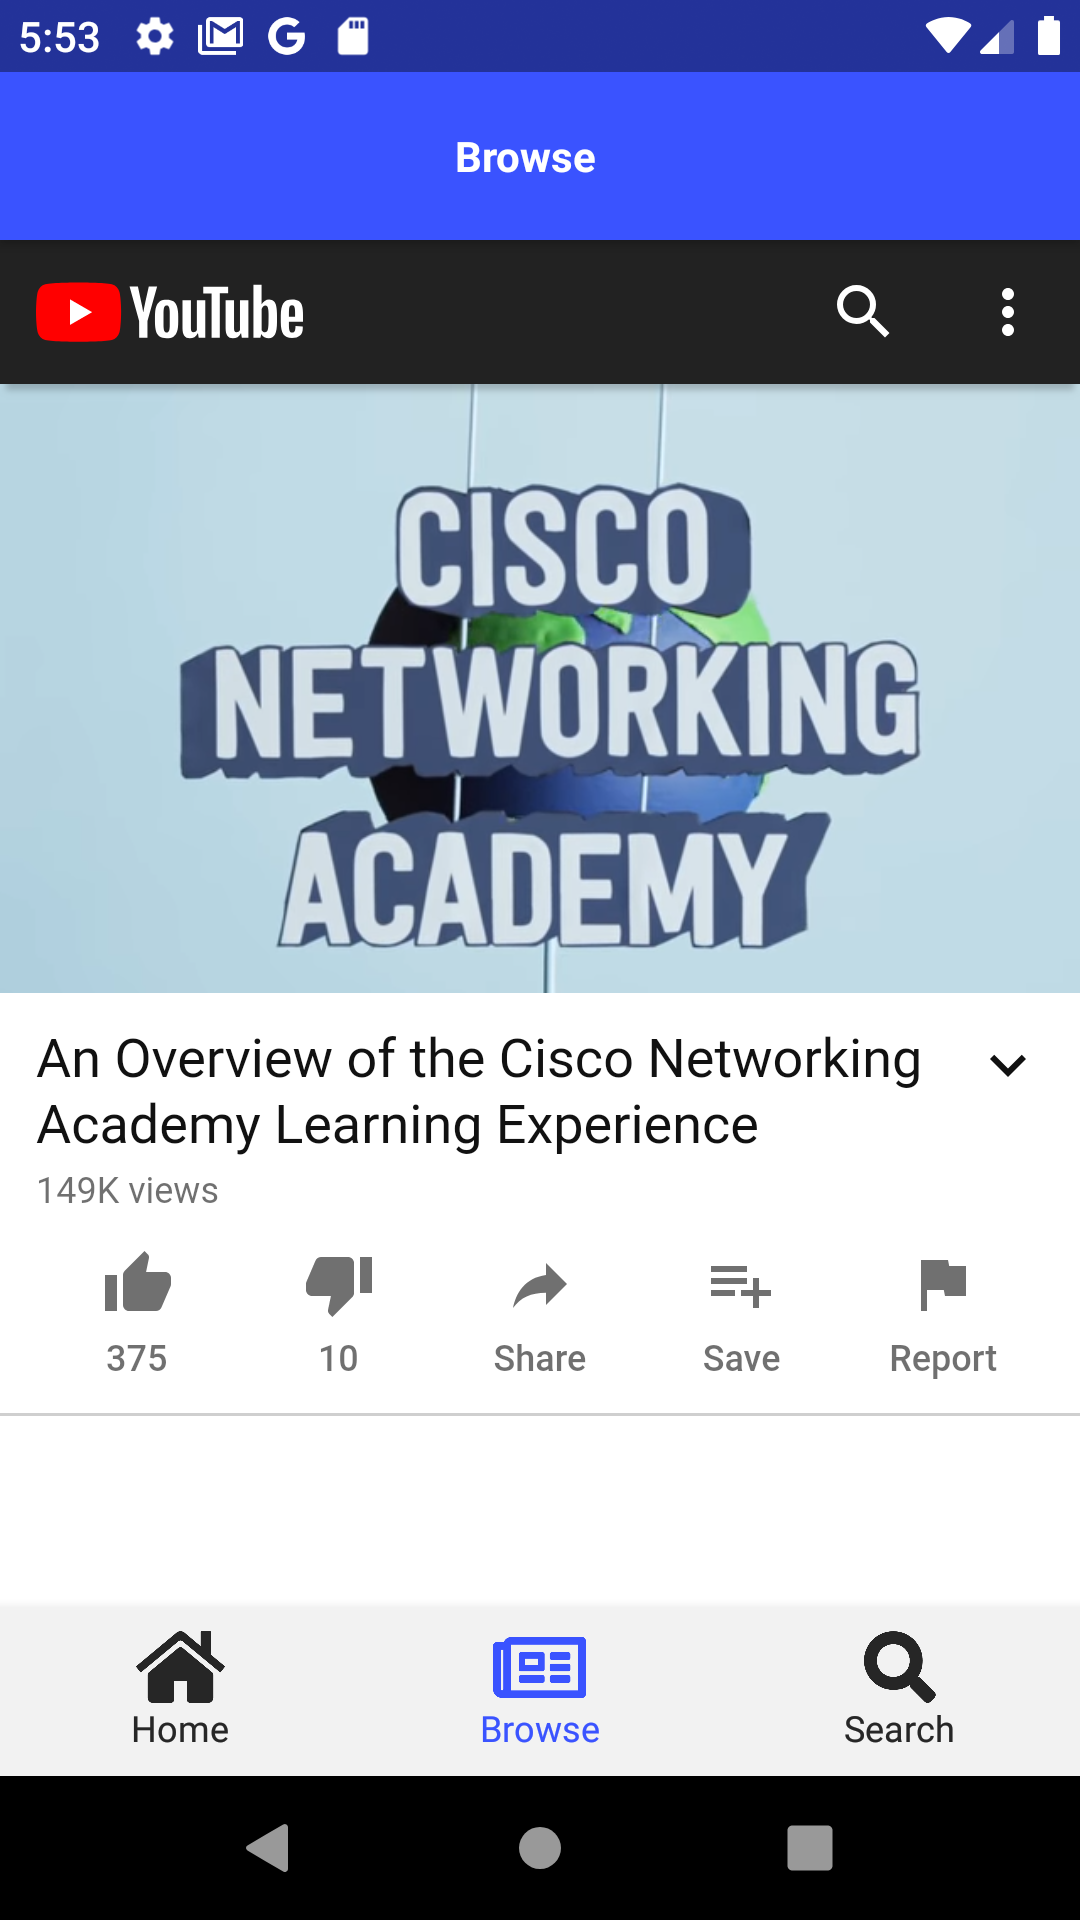 5:53
Browse
YouTube
CISCO
NETWORKING
ACADEMY
An Overview of the Cisco Networking
Academy Learning Experience
149K views
375
10
Share
Save
Report
Home
Browse
Search